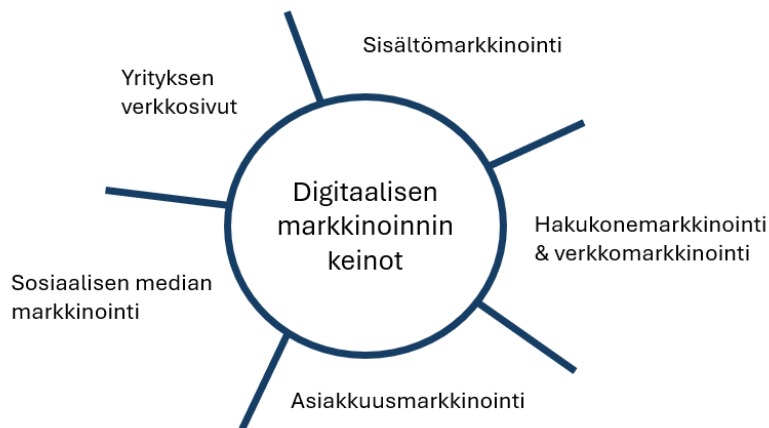 Sisältömarkkinointi
Yrityksen
verkkosivut
Digitaalisen
markkinoinnin
keinot
Hakukonemarkkinointi
& verkkomarkkinointi
Sosiaalisen median
markkinointi
Asiakkuusmarkkinointi